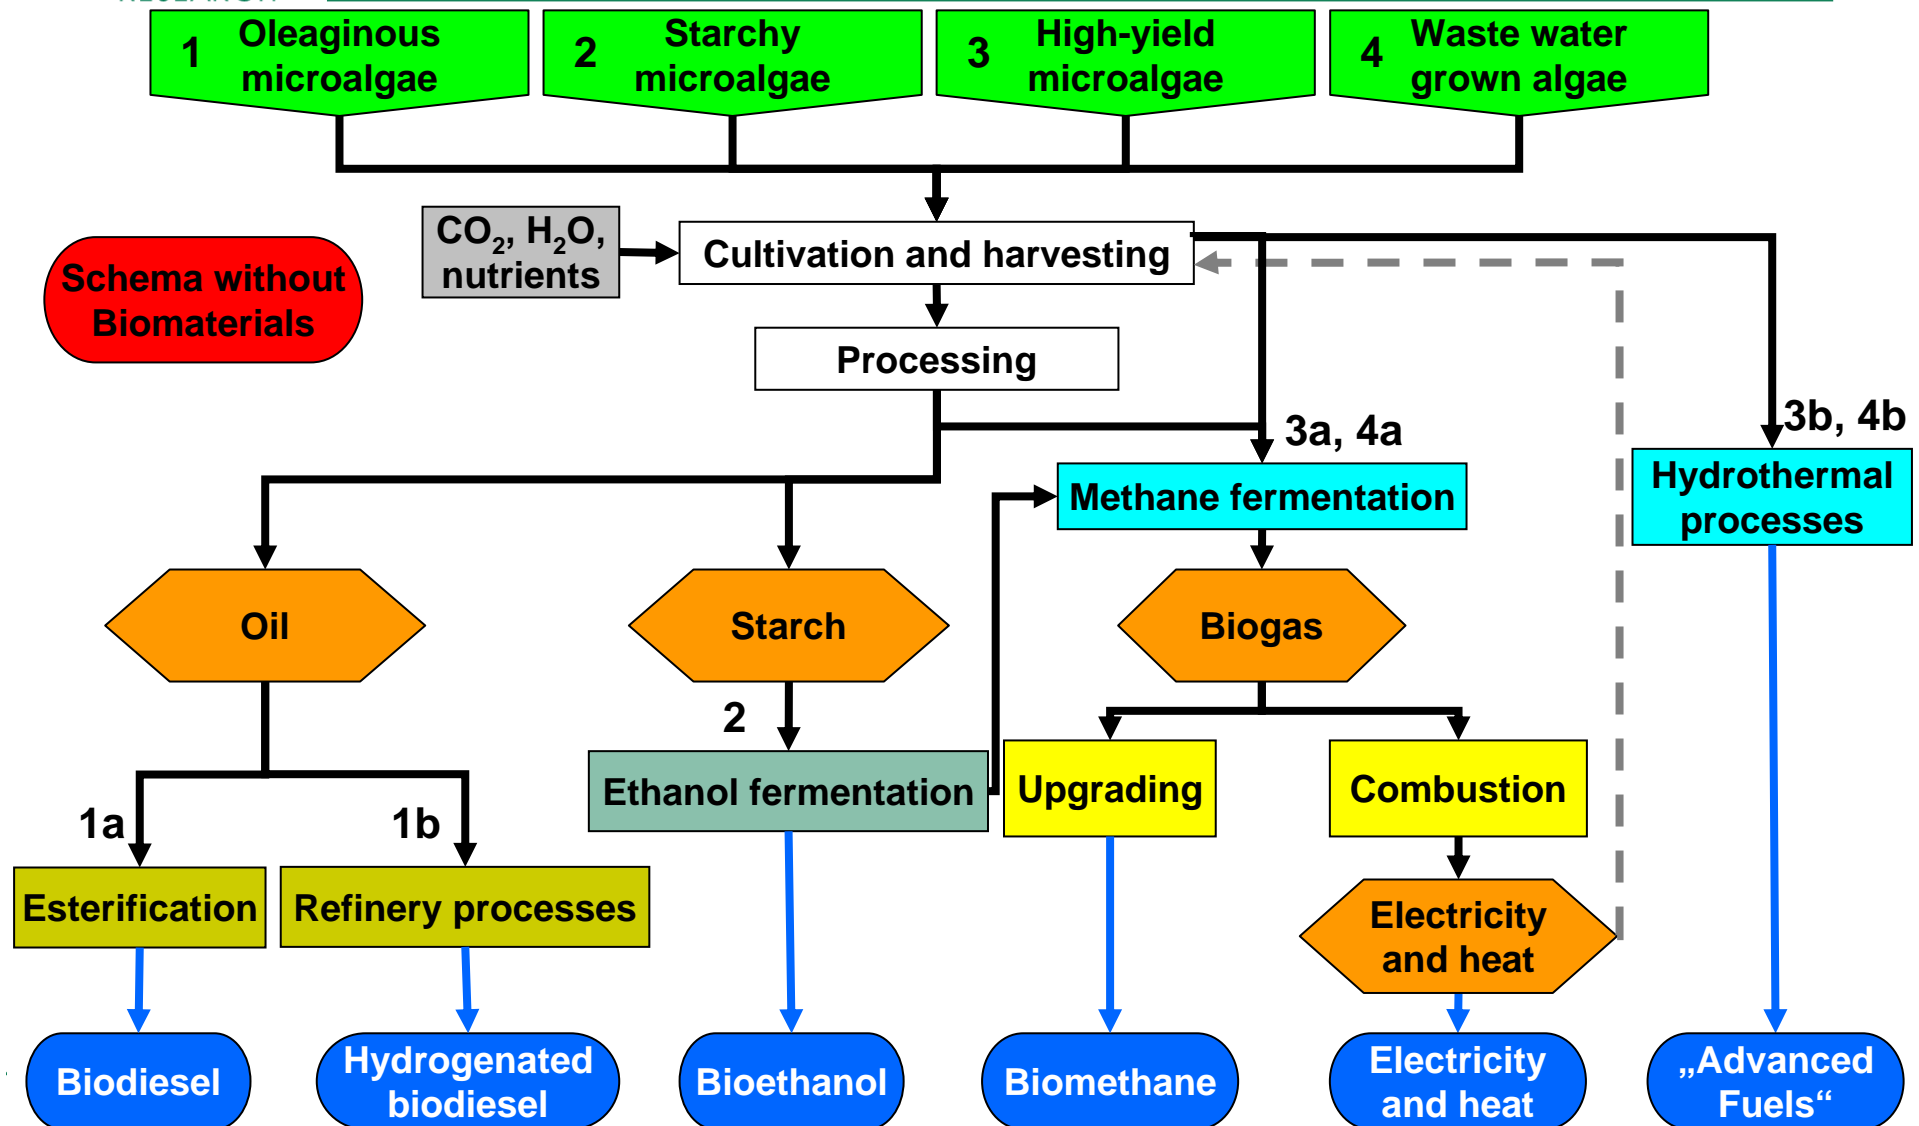 1 Oleaginous
microalgae
2 Starchy
microalgae
3 High-yield
microalgae
4 Waste water
grown algae
CO₂, H₂O,
nutrients
Cultivation and harvesting
Schema without
Biomaterials
Processing
3a, 4a
3b, 4b
Methane fermentation
Hydrothermal
processes
Oil
Starch
Biogas
2
Ethanol fermentation
Upgrading
Combustion
1a
1b
Esterification
Refinery processes
Electricity
and heat
Biodiesel
Hydrogenated
biodiesel
Bioethanol
Biomethane
Electricity
and heat
„Advanced
Fuels“